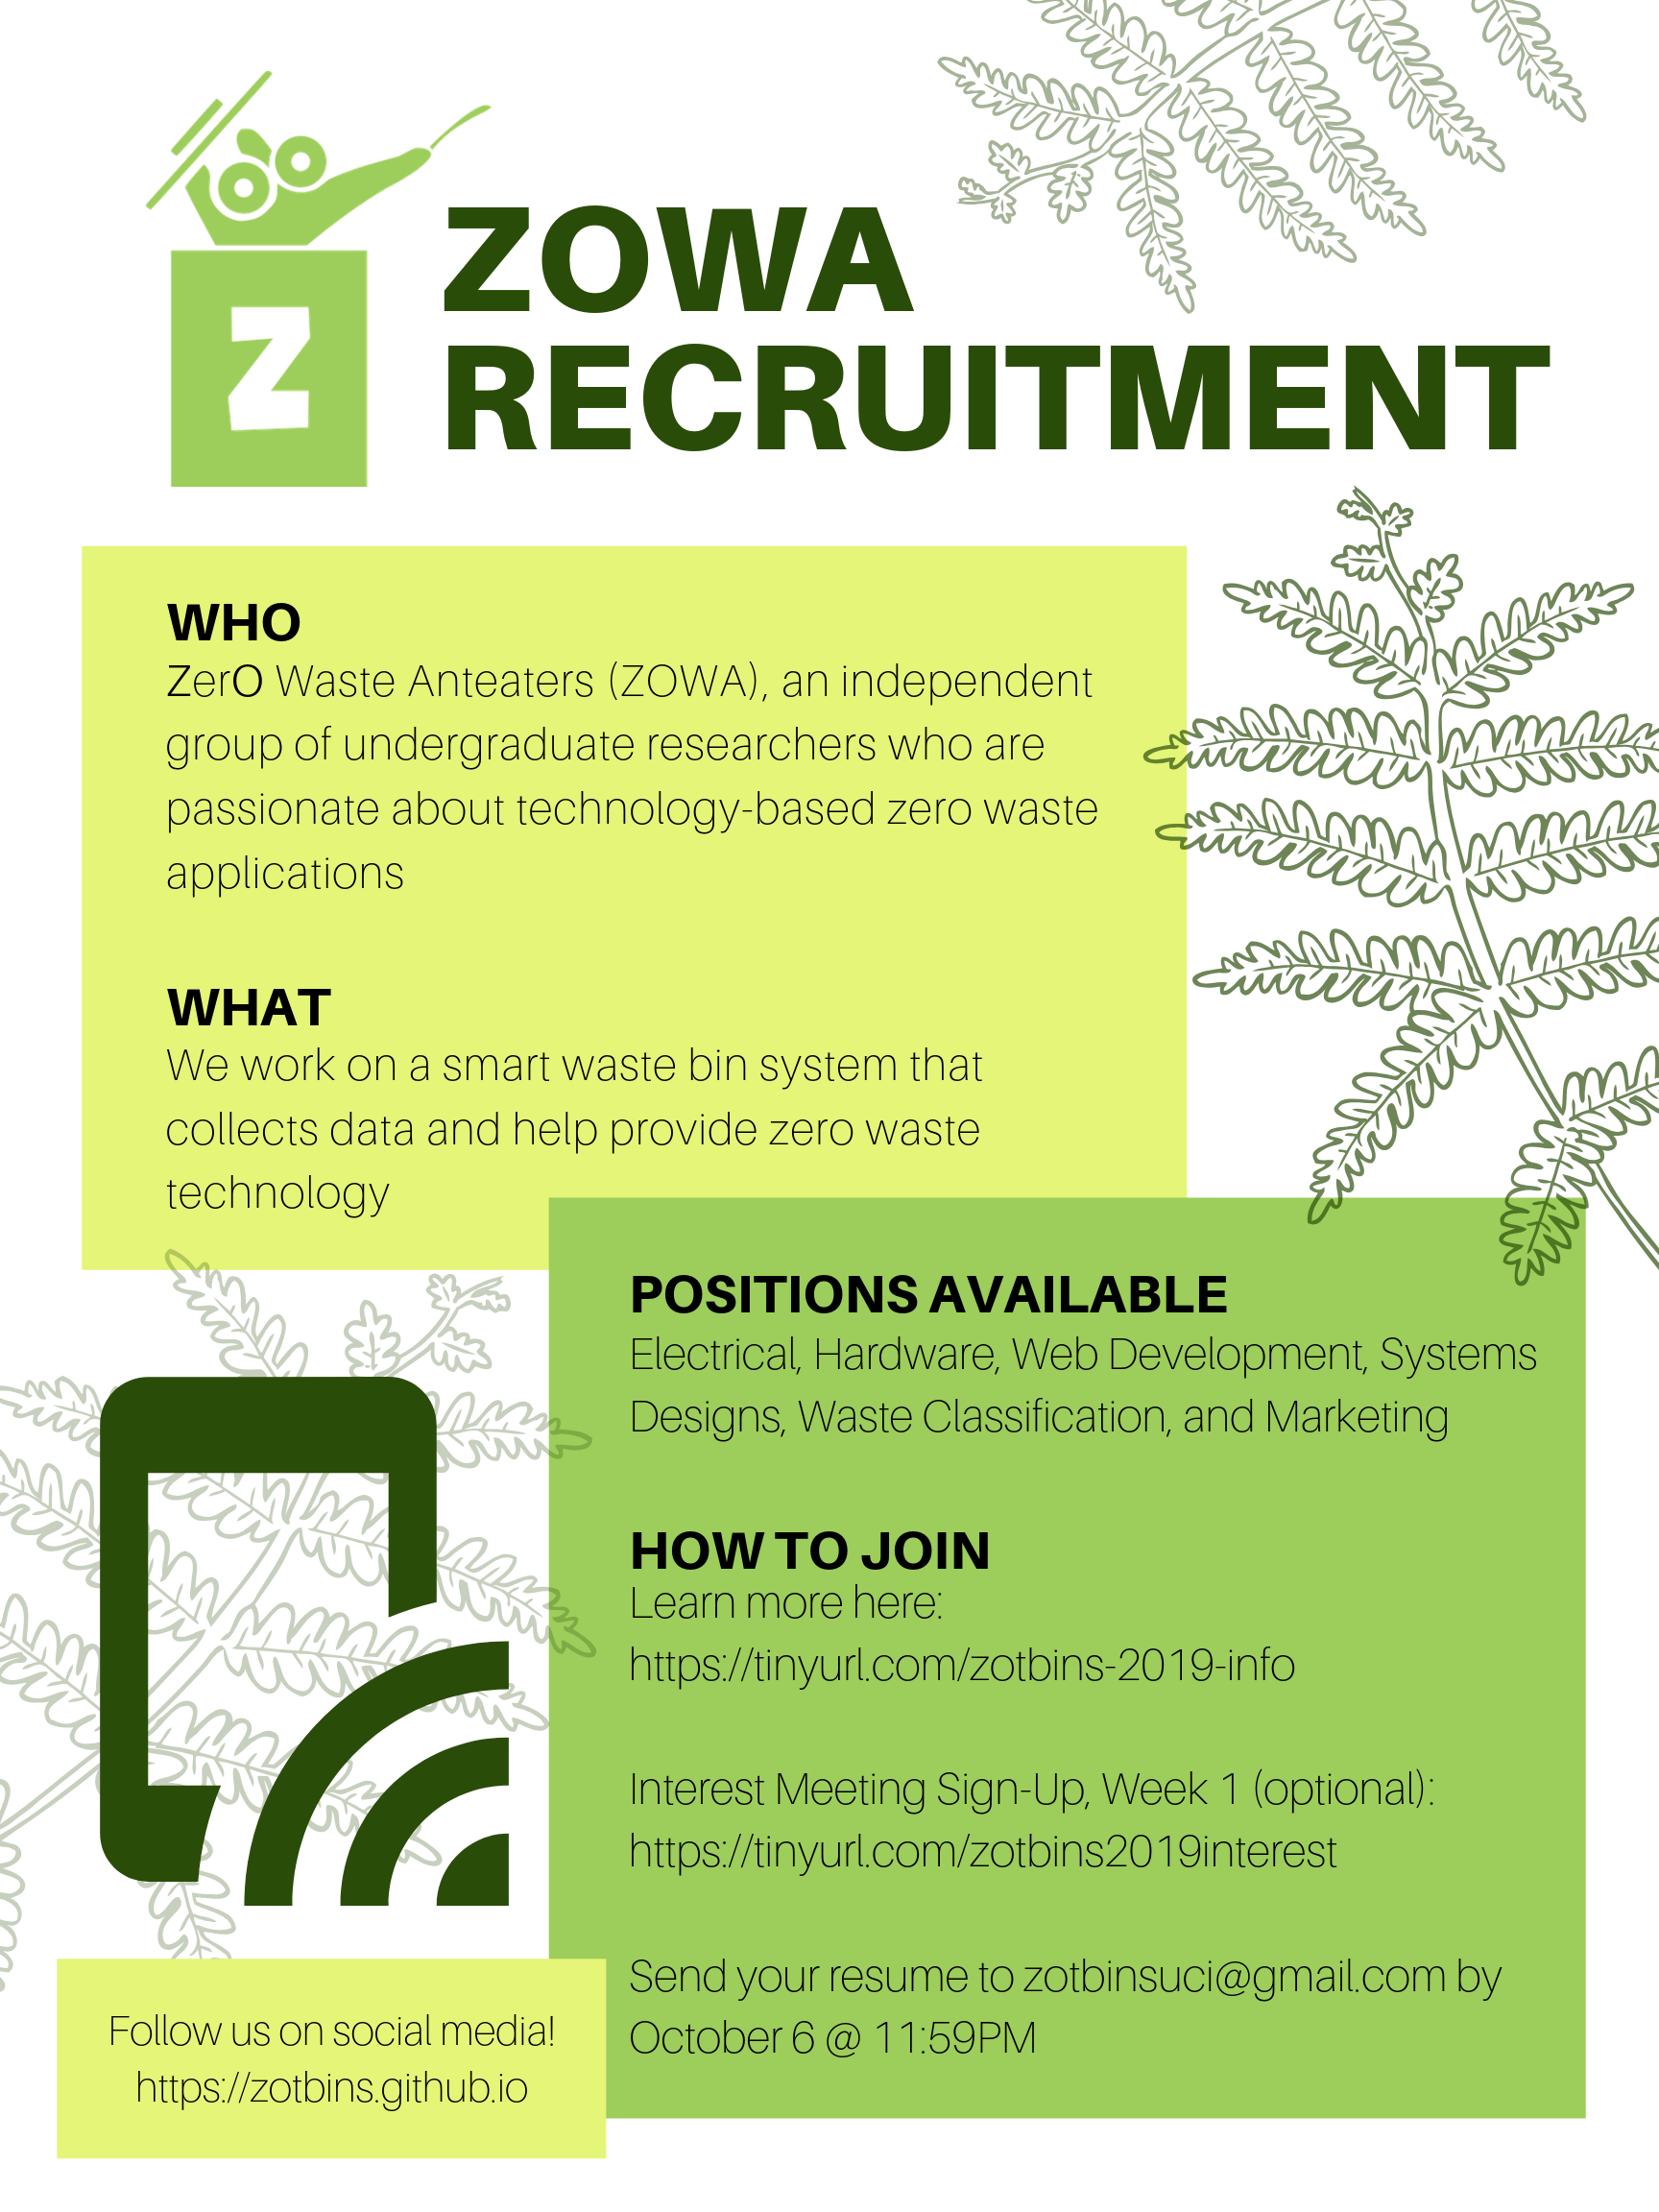 Z
ZOWA
RECRUITMENT
WHO
ZerO Waste Anteaters (ZOWA), an independent
group of undergraduate researchers who are
passionate about technology-based zero waste
applications
WHAT
We work on a smart waste bin system that
collects data and help provide zero waste
technology
POSITIONS AVAILABLE
Electrical, Hardware, Web Development, Systems
Designs, Waste Classification, and Marketing
HOW TO JOIN
Learn more here:
https://tinyurl.com/zotbins-2019-info
Interest Meeting Sign-Up, Week 1 (optional):
https://tinyurl.com/zotbins2019interest
Send your resume to zotbinsuci@gmail.com by
October 6 @ 11:59PM
Follow us on social media!
https://zotbins.github.io